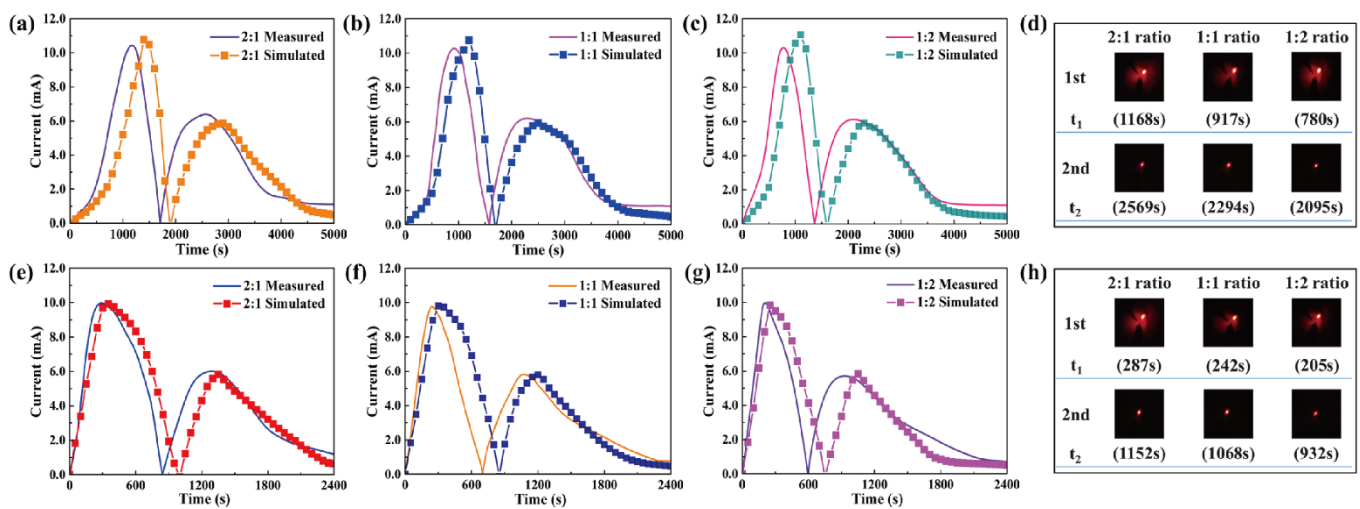 (a)
12.0
10.0
8.0
6.0
4.0
2.0
0.0
Current (mA)
2:1 Measured
2:1 Simulated
0 1000 2000 3000 4000 5000
Time (s)
(b)
12.0
10.0
8.0
6.0
4.0
2.0
0.0
Current (mA)
1:1 Measured
1:1 Simulated
0 1000 2000 3000 4000 5000
Time (s)
(c)
12.0
10.0
8.0
6.0
4.0
2.0
0.0
Current (mA)
1:2 Measured
1:2 Simulated
0 1000 2000 3000 4000 5000
Time (s)
(d)
2:1 ratio 1:1 ratio 1:2 ratio
1st
t1 (1168s) (917s) (780s)
2nd
t2 (2569s) (2294s) (2095s)
(e)
12.0
10.0
8.0
6.0
4.0
2.0
0.0
Current (mA)
2:1 Measured
2:1 Simulated
0 600 1200 1800 2400
Time (s)
(f)
12.0
10.0
8.0
6.0
4.0
2.0
0.0
Current (mA)
1:1 Measured
1:1 Simulated
0 600 1200 1800 2400
Time (s)
(g)
12.0
10.0
8.0
6.0
4.0
2.0
0.0
Current (mA)
1:2 Measured
1:2 Simulated
0 600 1200 1800 2400
Time (s)
(h)
2:1 ratio 1:1 ratio 1:2 ratio
1st
t1 (287s) (242s) (205s)
2nd
t2 (1152s) (1068s) (932s)